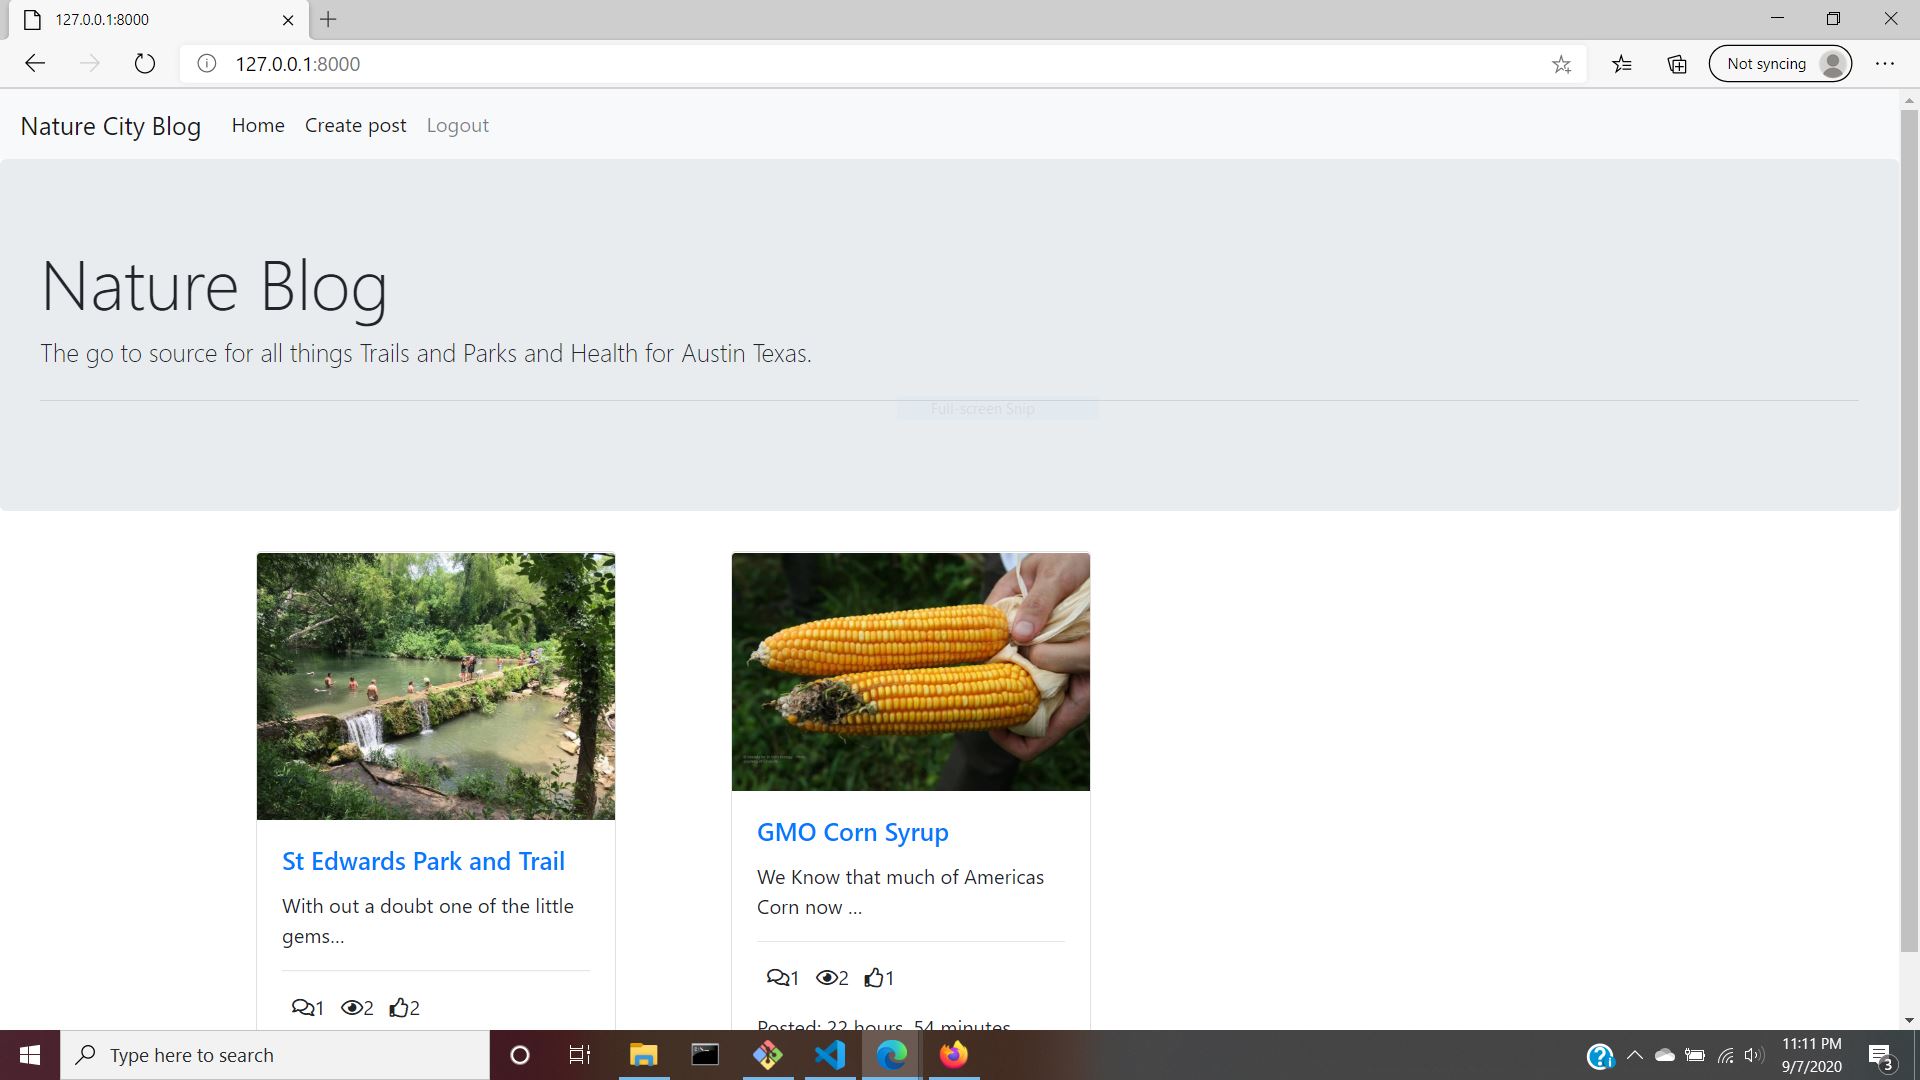 127.0.0.1:8000
127.0.0.1:8000
Not syncing
Nature City Blog Home Create post Logout
Nature Blog
The go to source for all things Trails and Parks and Health for Austin Texas.
Full-screen Snip
St Edwards Park and Trail
With out a doubt one of the little
gems...
1 2 2
GMO Corn Syrup
We Know that much of Americas
Corn now ...
1 2 1
Posted: 22 hours, 54 minutes
Type here to search
11:11 PM
9/7/2020
3